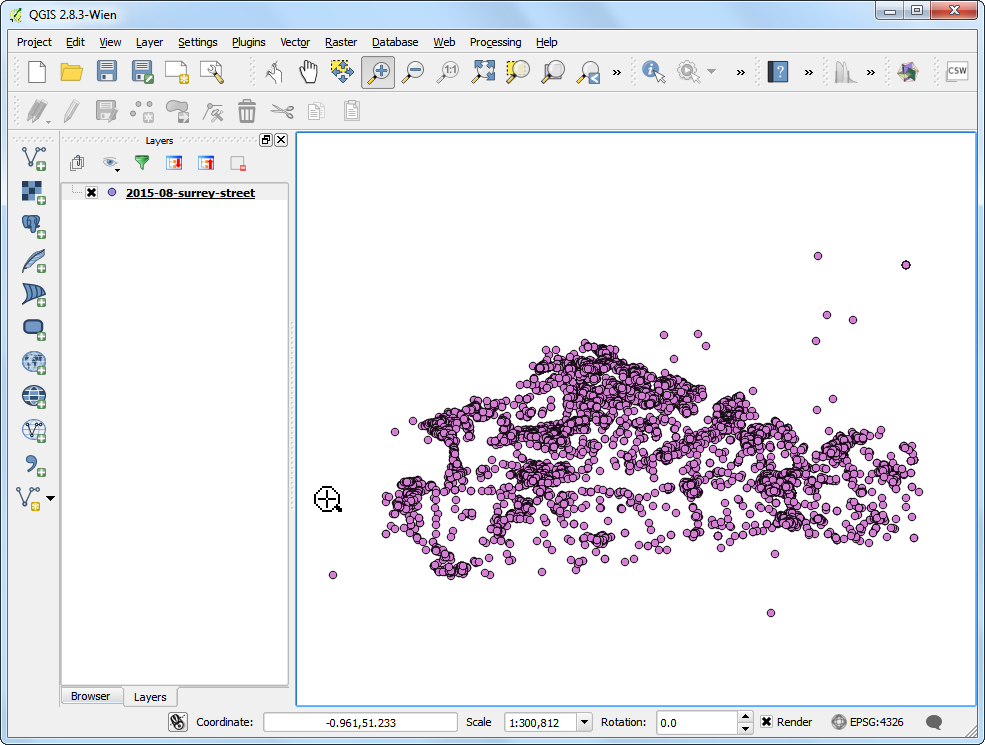 QGIS 2.8.3-Wien
Project Edit View Layer Settings Plugins Vector Raster Database Web Processing Help
1:1 » » ? » » CSW
Layers
2015-08-surrey-street
Browser Layers
Coordinate: -0.961,51.233 Scale 1:300,812 Rotation: 0.0 Render EPSG:4326